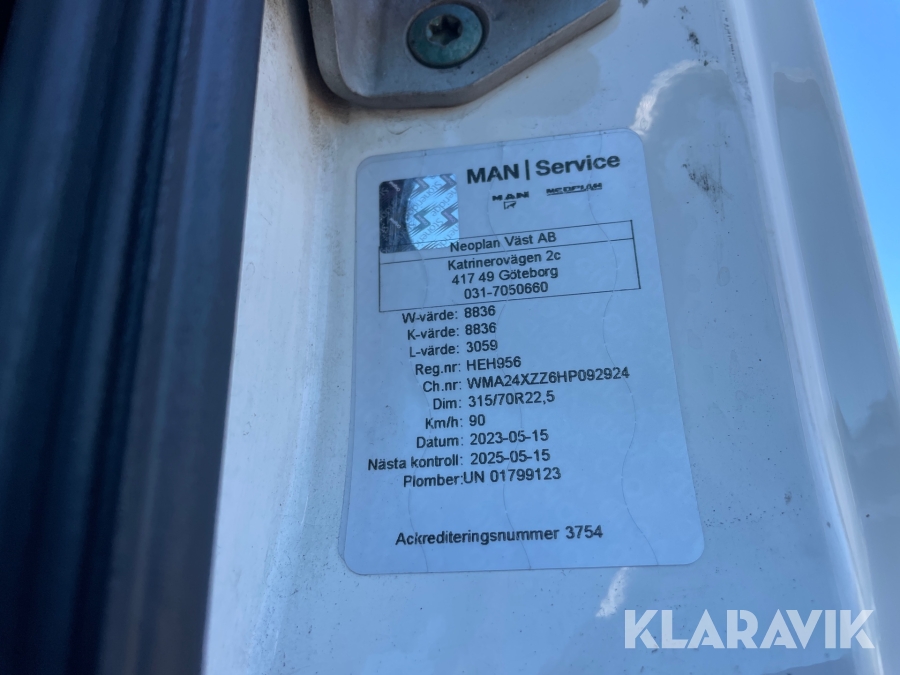 MAN | Service
MAN NEOPLAN
Neoplan Väst AB
Katrinerovägen 2c
417 49 Göteborg
031-7050660
W-värde: 8836
K-värde: 8836
L-värde: 3059
Reg.nr: HEH956
Ch.nr: WMA24XZZ6HP092924
Dim: 315/70R22,5
Km/h: 90
Datum: 2023-05-15
Nästa kontroll: 2025-05-15
Plomber:UN 01799123
Ackrediteringsnummer 3754
KLARAVIK